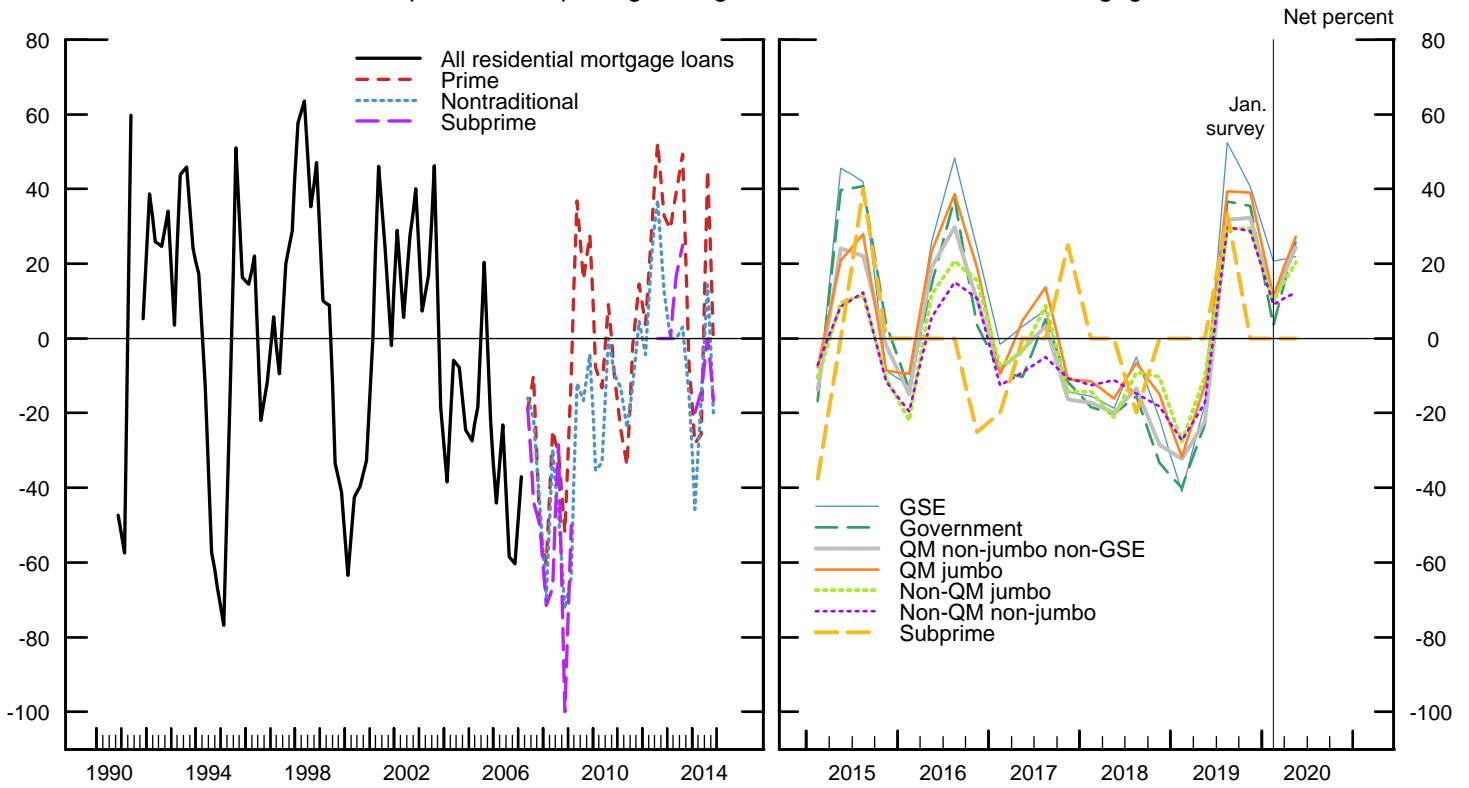 Net percent
80
60
40
20
0
-20
-40
-60
-80
-100
All residential mortgage loans
Prime
Nontraditional
Subprime
1990
1994
1998
2002
2006
2010
2014
Jan.
survey
GSE
Government
QM non-jumbo non-GSE
QM jumbo
Non-QM jumbo
Non-QM non-jumbo
Subprime
80
60
40
20
0
-20
-40
-60
-80
-100
2015
2016
2017
2018
2019
2020